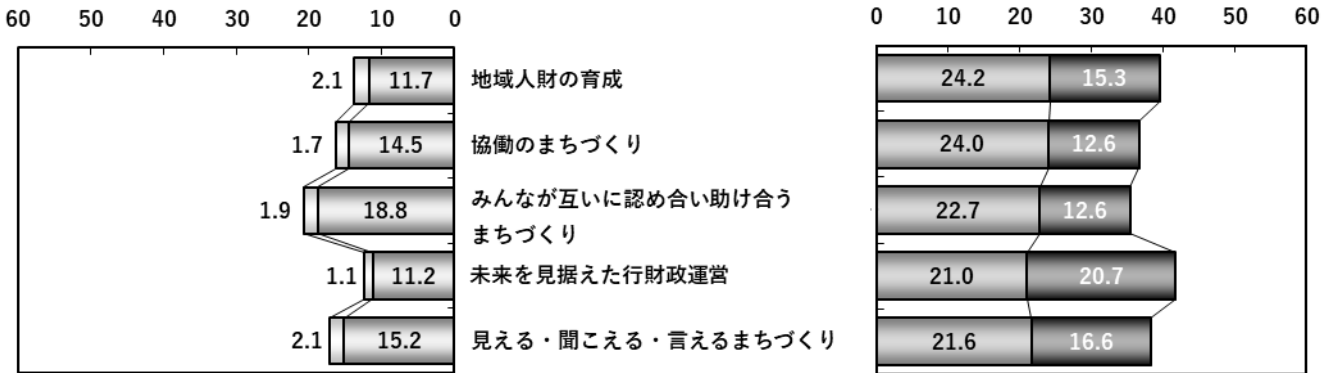 60 50 40 30 20 10 0 0 10 20 30 40 50 60
2.1 11.7 地域人財の育成 24.2 15.3
1.7 14.5 協働のまちづくり 24.0 12.6
1.9 18.8 みんなが互いに認め合い助け合う 22.7 12.6
まちづくり
1.1 11.2 未来を見据えた行財政運営 21.0 20.7
2.1 15.2 見える・聞こえる・言えるまちづくり 21.6 16.6